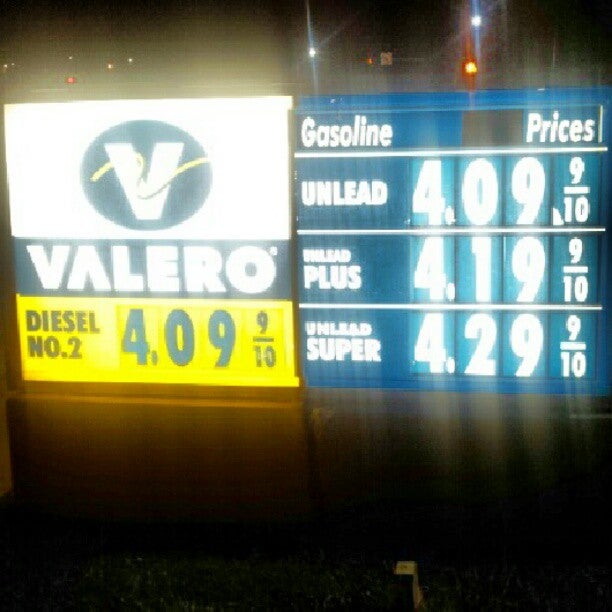 V
VALERO®
DIESEL
NO.2
4.09 9/10
Gasoline Prices
UNLEAD 4.09 9/10
UNLEAD
PLUS 4.19 9/10
UNLEAD
SUPER 4.29 9/10